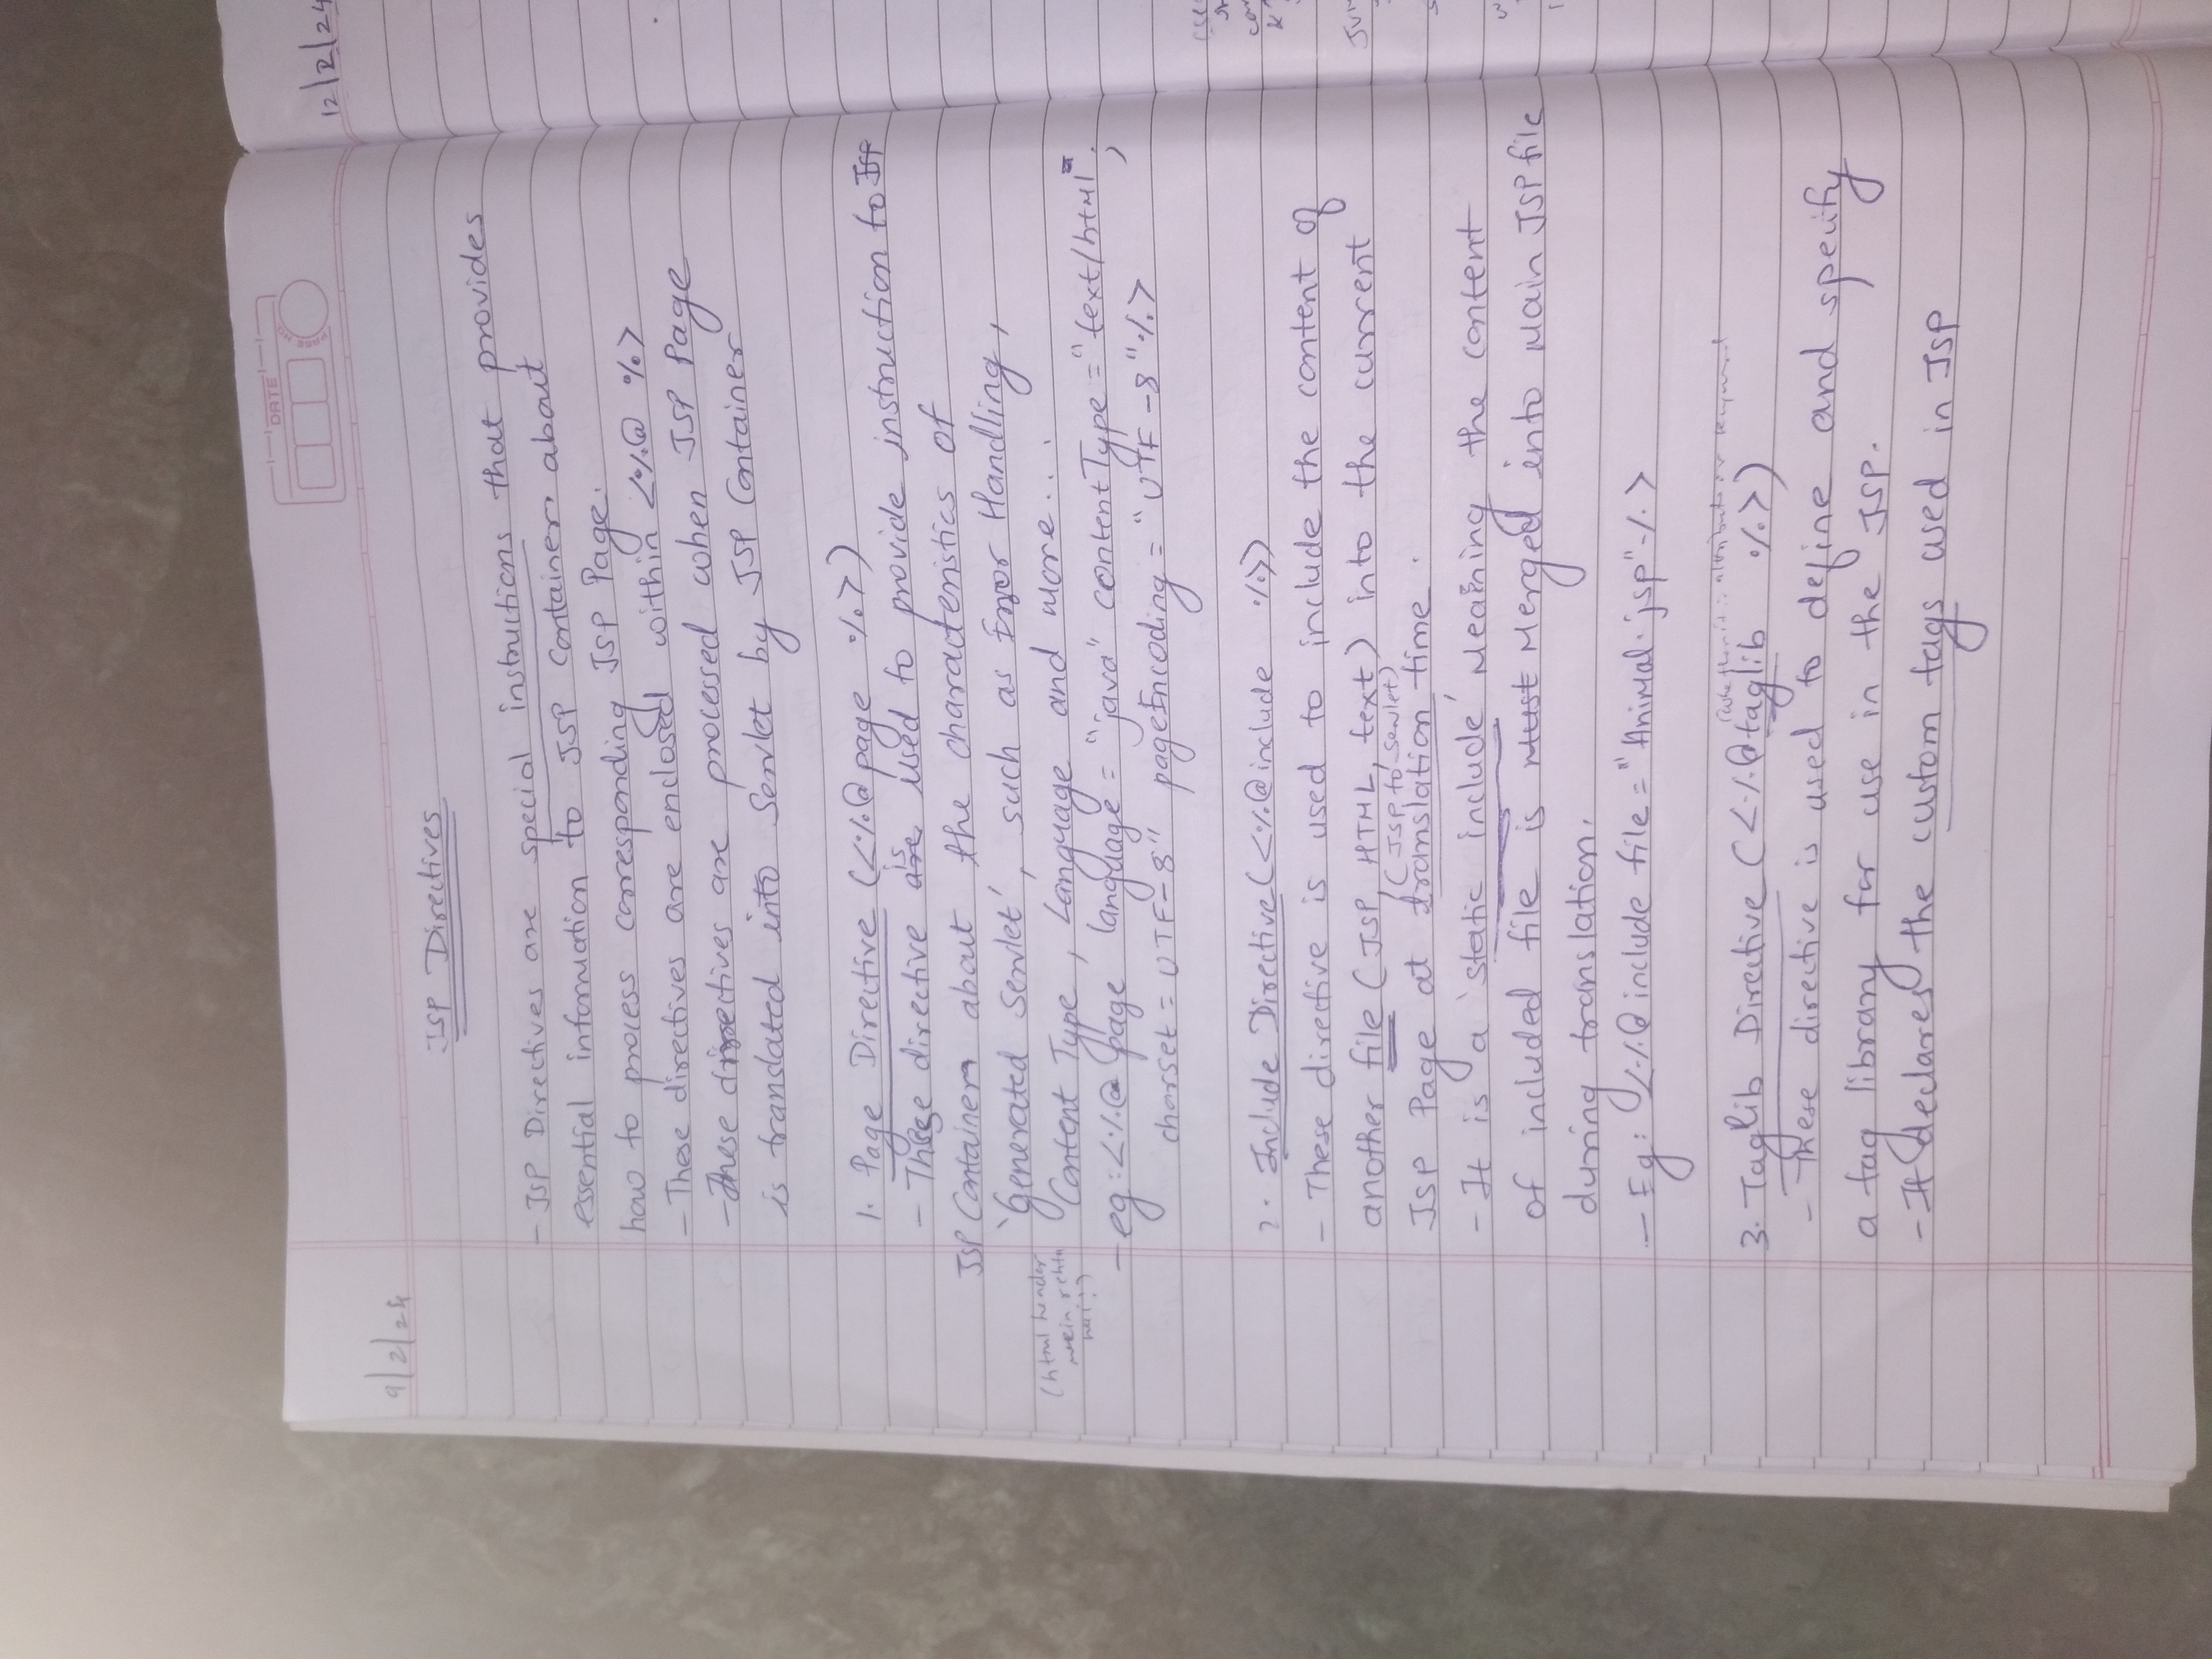 DATE
PAGE NO.
12/2/24
9/2/24
JSP Directives
- JSP Directives are special instructions that provides
essential information to JSP Container about
how to process corresponding JSP Page.
- These directives are enclosed within <%@ %>
- These directives are processed when JSP Page
is translated into Servlet by JSP Container
1. Page Directive (<%@ page %>)
- These directive is used to provide instruction to JSP
JSP Container about the characteristics of
'Generated Servlet', such as Error Handling,
(html header
mein rehta
hai!!)
Content Type, Language and more....
- eg: <%@ page language = "java" contentType = "text/html";
charset = UTF-8" pageEncoding = "UTF-8" %>
2. Include Directive (<%@ include %>)
- These directive is used to include the content of
another file (JSP, HTML, text) into the current
(JSP to Servlet)
JSP Page at translation time.
- It is a 'static include' Meaning the content
of included file is Must Merged into Main JSP file
during translation.
- Eg: <%@ include file = "Animal.jsp" %>
3. Taglib Directive (<%@ taglib %>)
- These directive is used to define and specify
a tag library for use in the JSP.
- It declares the custom tags used in JSP